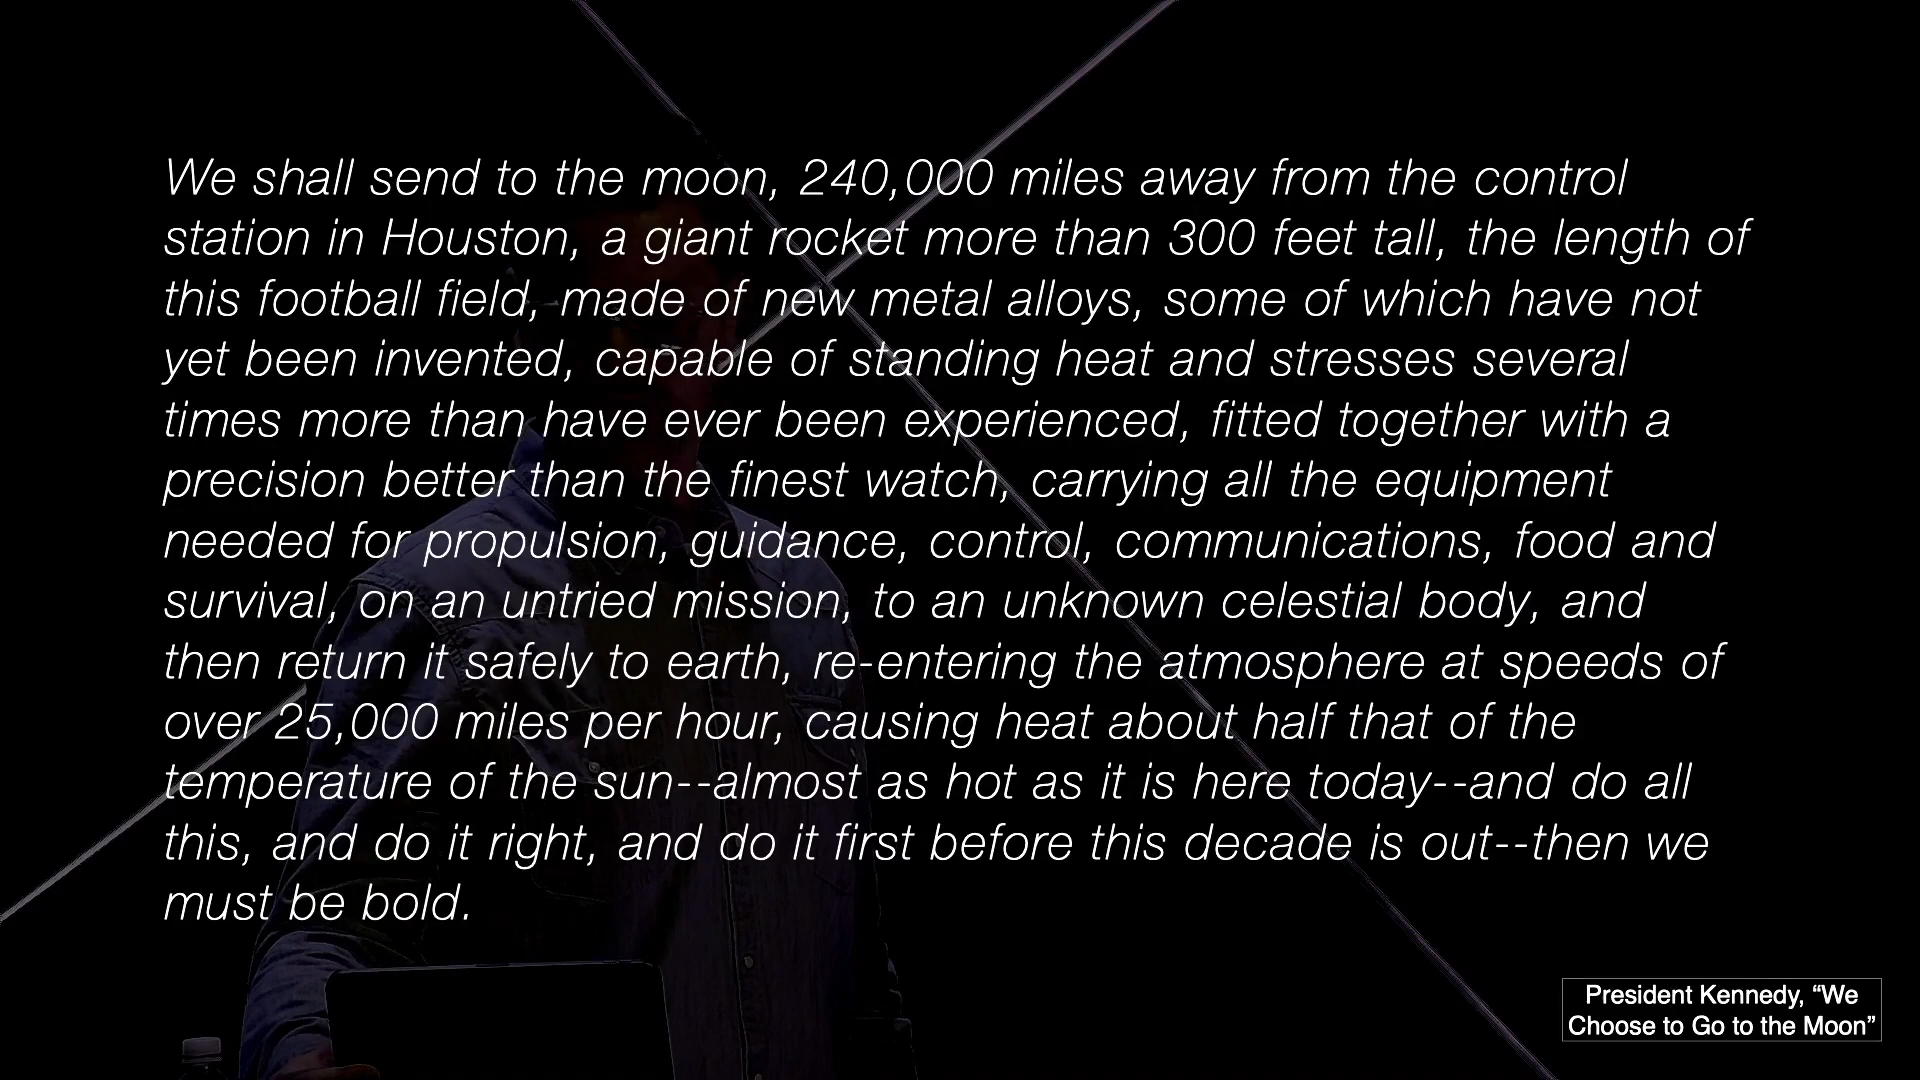 We shall send to the moon, 240,000 miles away from the control
station in Houston, a giant rocket more than 300 feet tall, the length of
this football field, made of new metal alloys, some of which have not
yet been invented, capable of standing heat and stresses several
times more than have ever been experienced, fitted together with a
precision better than the finest watch, carrying all the equipment
needed for propulsion, guidance, control, communications, food and
survival, on an untried mission, to an unknown celestial body, and
then return it safely to earth, re-entering the atmosphere at speeds of
over 25,000 miles per hour, causing heat about half that of the
temperature of the sun--almost as hot as it is here today--and do all
this, and do it right, and do it first before this decade is out--then we
must be bold.
President Kennedy, “We
Choose to Go to the Moon”